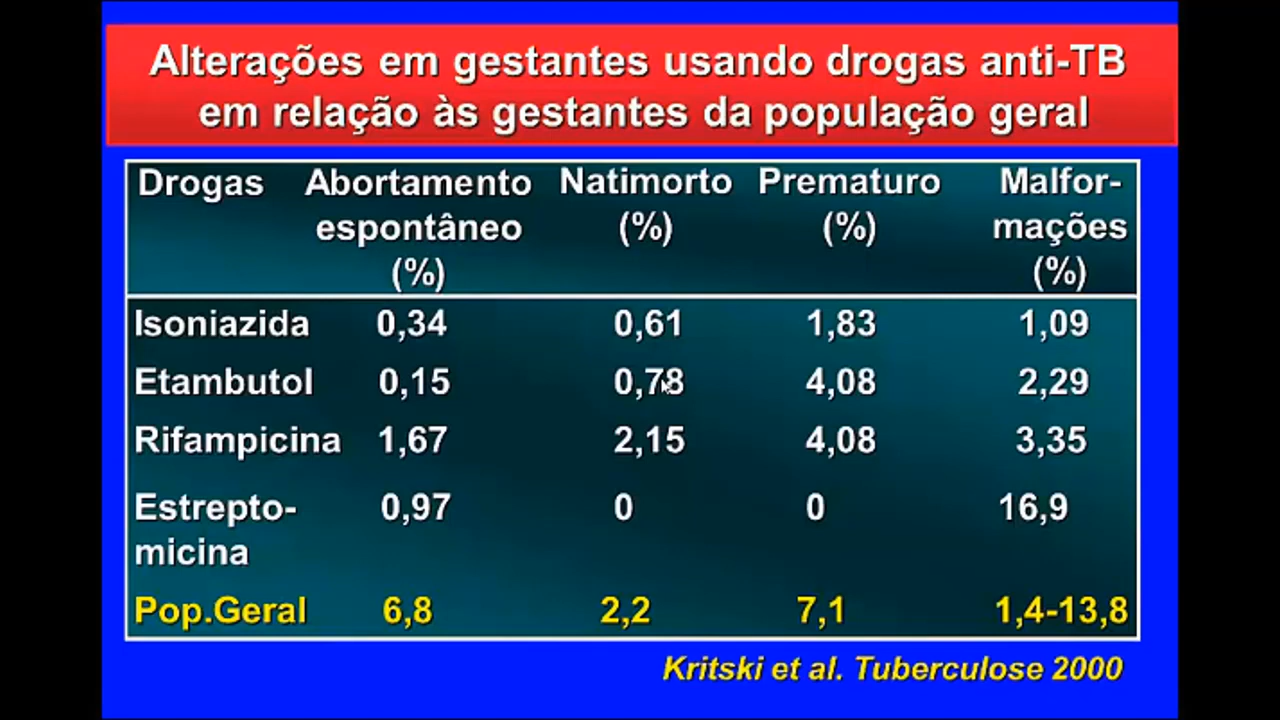 Alterações em gestantes usando drogas anti-TB
em relação às gestantes da população geral
Drogas Abortamento espontâneo (%) Natimorto (%) Prematuro (%) Malfor-mações (%)
Isoniazida 0,34 0,61 1,83 1,09
Etambutol 0,15 0,78 4,08 2,29
Rifampicina 1,67 2,15 4,08 3,35
Estrepto- 0,97 0 0 16,9
micina
Pop.Geral 6,8 2,2 7,1 1,4-13,8
Kritski et al. Tuberculose 2000